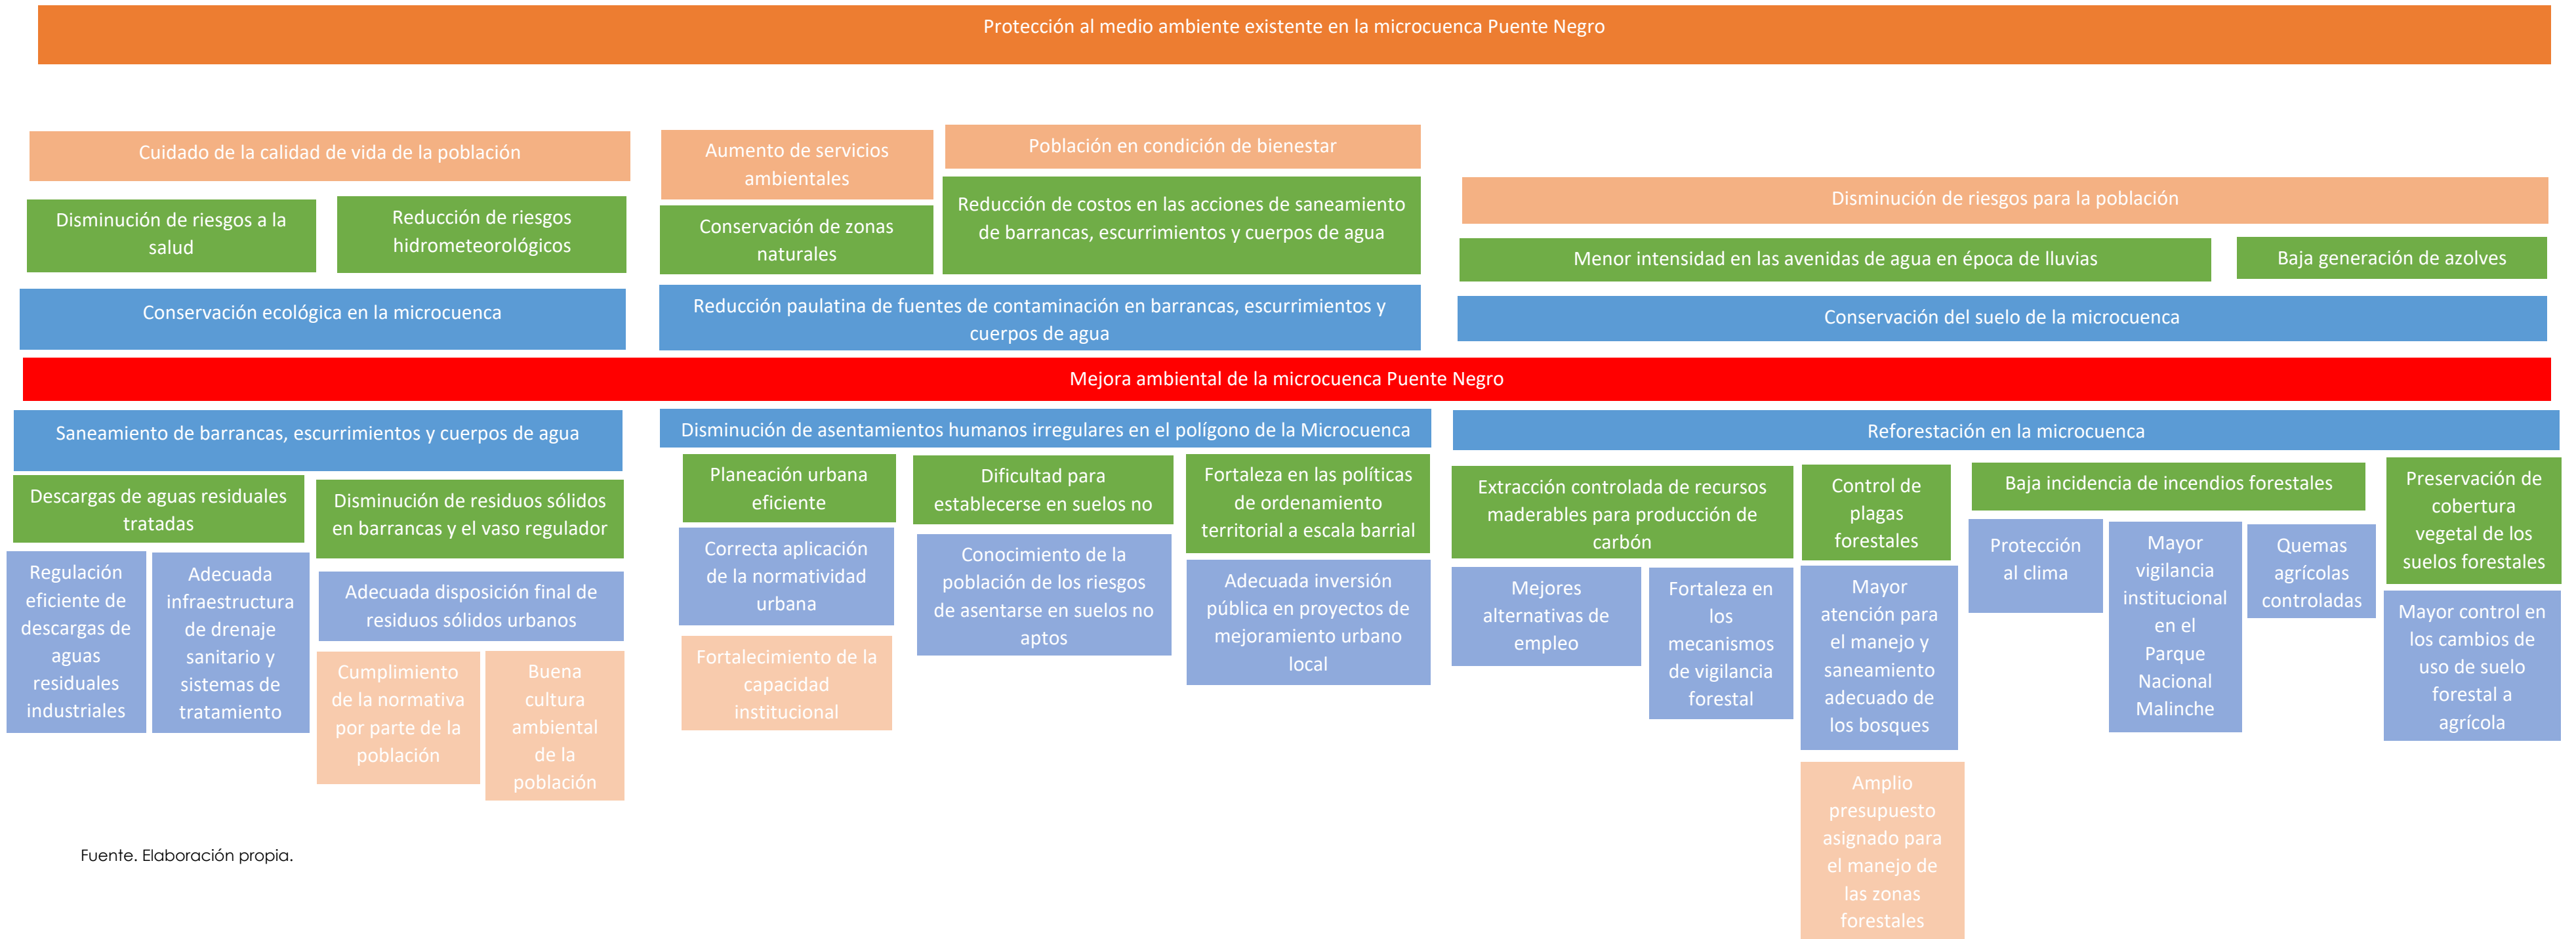 Protección al medio ambiente existente en la microcuenca Puente Negro
Cuidado de la calidad de vida de la población
Aumento de servicios
ambientales
Población en condición de bienestar
Disminución de riesgos para la población
Disminución de riesgos a la
salud
Reducción de riesgos
hidrometeorológicos
Conservación de zonas
naturales
Reducción de costos en las acciones de saneamiento
de barrancas, escurrimientos y cuerpos de agua
Menor intensidad en las avenidas de agua en época de lluvias
Baja generación de azolves
Conservación ecológica en la microcuenca
Reducción paulatina de fuentes de contaminación en barrancas, escurrimientos y
cuerpos de agua
Conservación del suelo de la microcuenca
Mejora ambiental de la microcuenca Puente Negro
Saneamiento de barrancas, escurrimientos y cuerpos de agua
Disminución de asentamientos humanos irregulares en el polígono de la Microcuenca
Reforestación en la microcuenca
Descargas de aguas residuales
tratadas
Disminución de residuos sólidos
en barrancas y el vaso regulador
Regulación
eficiente de
descargas de
aguas
residuales
industriales
Adecuada
infraestructura
de drenaje
sanitario y
sistemas de
tratamiento
Adecuada disposición final de
residuos sólidos urbanos
Cumplimiento
de la normativa
por parte de la
población
Buena
cultura
ambiental
de la
población
Planeación urbana
eficiente
Dificultad para
establecerse en suelos no
Fortaleza en las políticas
de ordenamiento
territorial a escala barrial
Correcta aplicación
de la normatividad
urbana
Conocimiento de la
población de los riesgos
de asentarse en suelos no
aptos
Adecuada inversión
pública en proyectos de
mejoramiento urbano
local
Fortalecimiento de la
capacidad
institucional
Extracción controlada de recursos
maderables para producción de
carbón
Control de
plagas
forestales
Baja incidencia de incendios forestales
Preservación de
cobertura
vegetal de los
suelos forestales
Mejores
alternativas de
empleo
Fortaleza en
los
mecanismos
de vigilancia
forestal
Mayor
atención para
el manejo y
saneamiento
adecuado de
los bosques
Protección
al clima
Mayor
vigilancia
institucional
en el
Parque
Nacional
Malinche
Quemas
agrícolas
controladas
Mayor control en
los cambios de
uso de suelo
forestal a
agrícola
Amplio
presupuesto
asignado para
el manejo de
las zonas
forestales
Fuente. Elaboración propia.